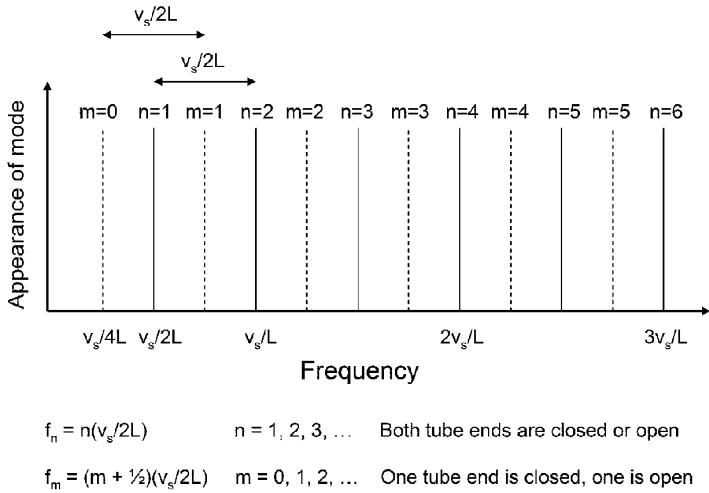 vₛ/2L
vₛ/2L
Appearance of mode
m=0 n=1 m=1 n=2 m=2 n=3 m=3 n=4 m=4 n=5 m=5 n=6
vₛ/4L vₛ/2L vₛ/L 2vₛ/L 3vₛ/L
Frequency
fₙ = n(vₛ/2L) n = 1, 2, 3, … Both tube ends are closed or open
fₘ = (m + ½)(vₛ/2L) m = 0, 1, 2, … One tube end is closed, one is open